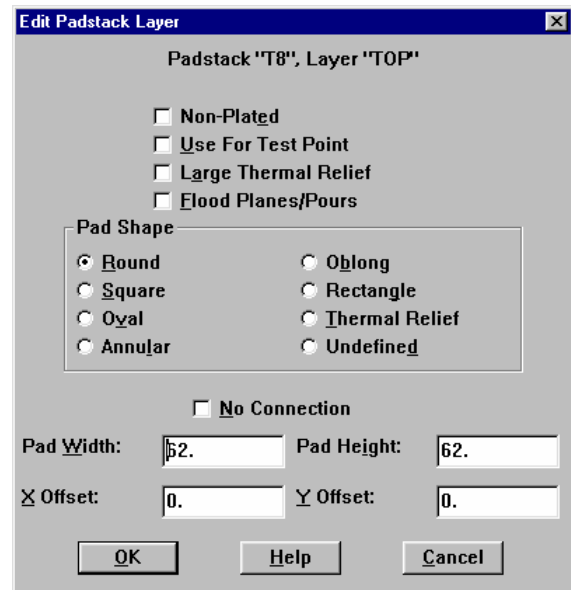 Edit Padstack Layer
Padstack "T8", Layer "TOP"
Non-Plated
Use For Test Point
Large Thermal Relief
Flood Planes/Pours
Pad Shape
Round
Oblong
Square
Rectangle
Oval
Thermal Relief
Annular
Undefined
No Connection
Pad Width: 62. Pad Height: 62.
X Offset: 0. Y Offset: 0.
OK Help Cancel